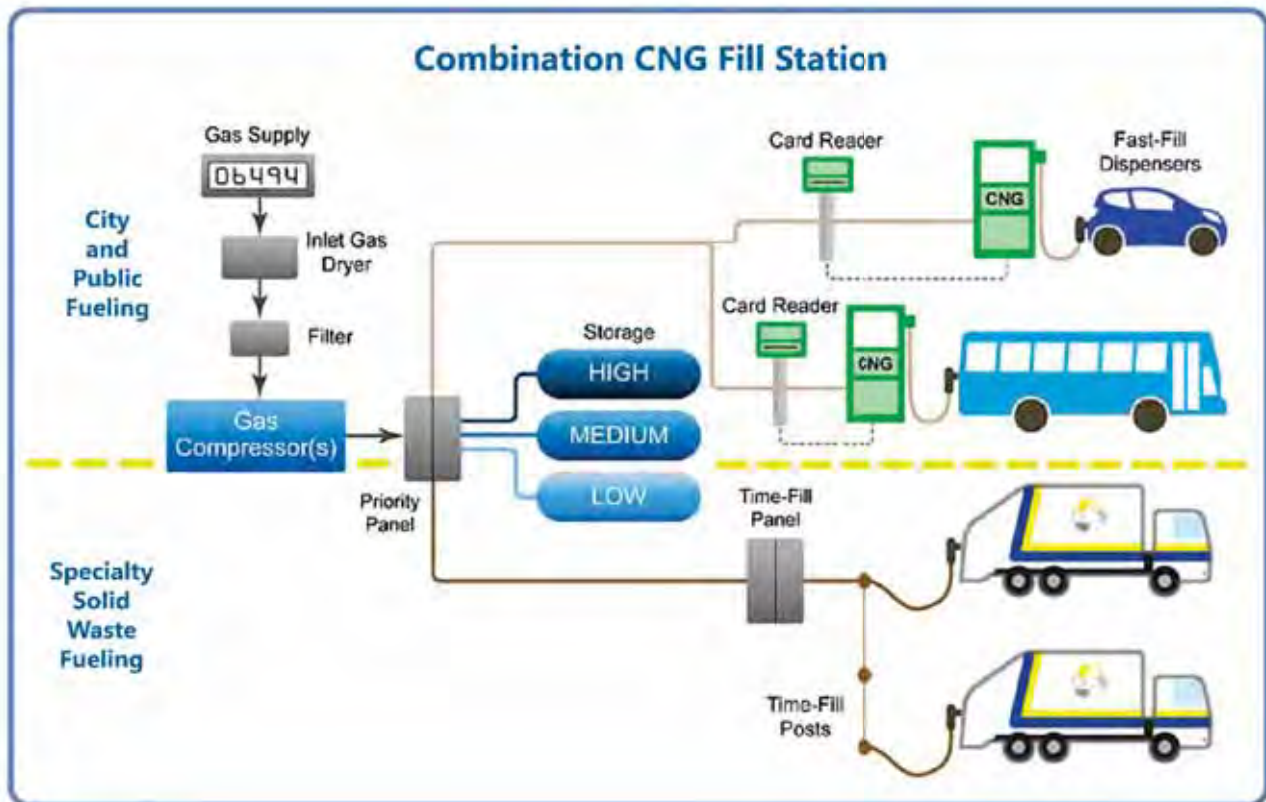 Combination CNG Fill Station
Gas Supply
06494
City
and
Public
Fueling
Inlet Gas
Dryer
Filter
Gas
Compressor(s)
Priority
Panel
Storage
HIGH
MEDIUM
LOW
Card Reader
CNG
Fast-Fill
Dispensers
Card Reader
CNG
Specialty
Solid
Waste
Fueling
Time-Fill
Panel
Time-Fill
Posts